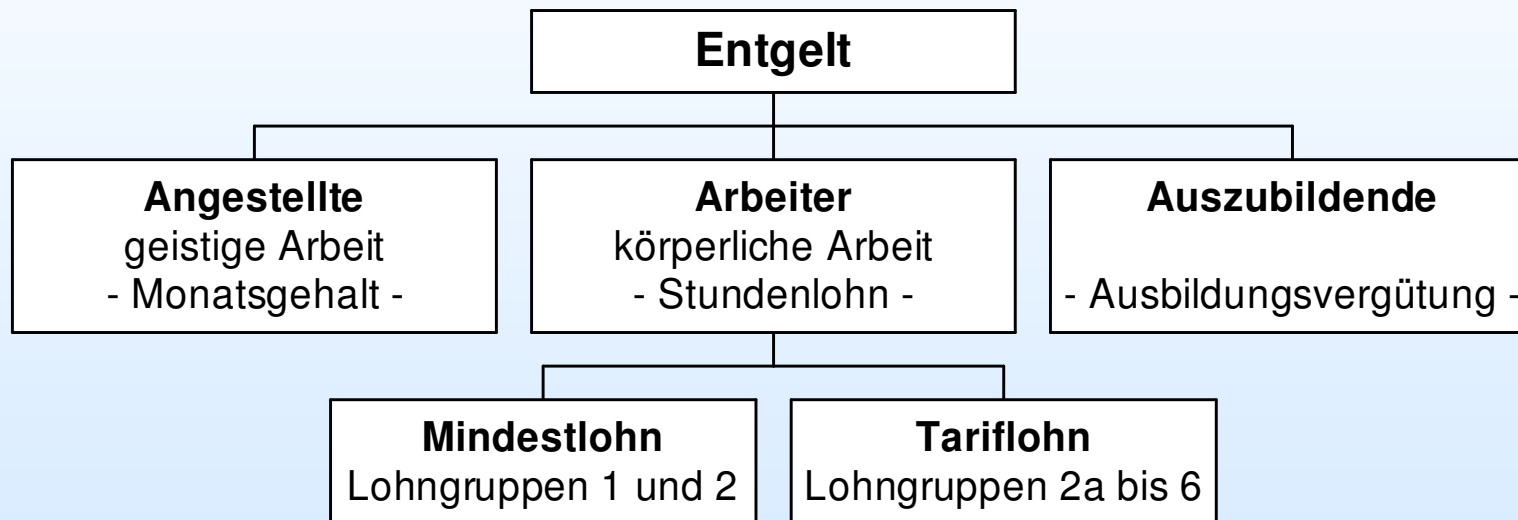 Entgelt
Angestellte
geistige Arbeit
- Monatsgehalt -
Arbeiter
körperliche Arbeit
- Stundenlohn -
Auszubildende
- Ausbildungsvergütung -
Mindestlohn
Lohngruppen 1 und 2
Tariflohn
Lohngruppen 2a bis 6